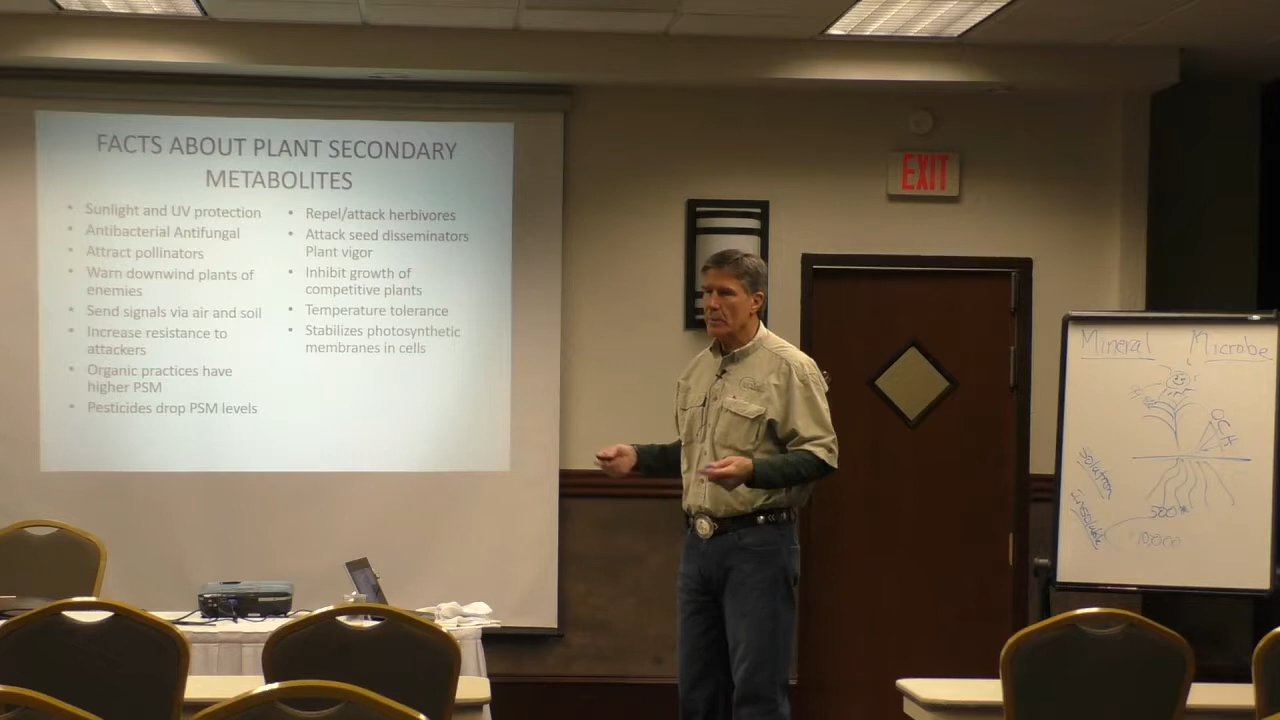 FACTS ABOUT PLANT SECONDARY
METABOLITES
• Sunlight and UV protection
• Antibacterial Antifungal
• Attract pollinators
• Warn downwind plants of
enemies
• Send signals via air and soil
• Increase resistance to
attackers
• Organic practices have
higher PSM
• Pesticides drop PSM levels
• Repel/attack herbivores
• Attack seed disseminators
Plant vigor
• Inhibit growth of
competitive plants
• Temperature tolerance
• Stabilizes photosynthetic
membranes in cells
EXIT
Mineral Microbe
solution
Insoluble
500
10,000